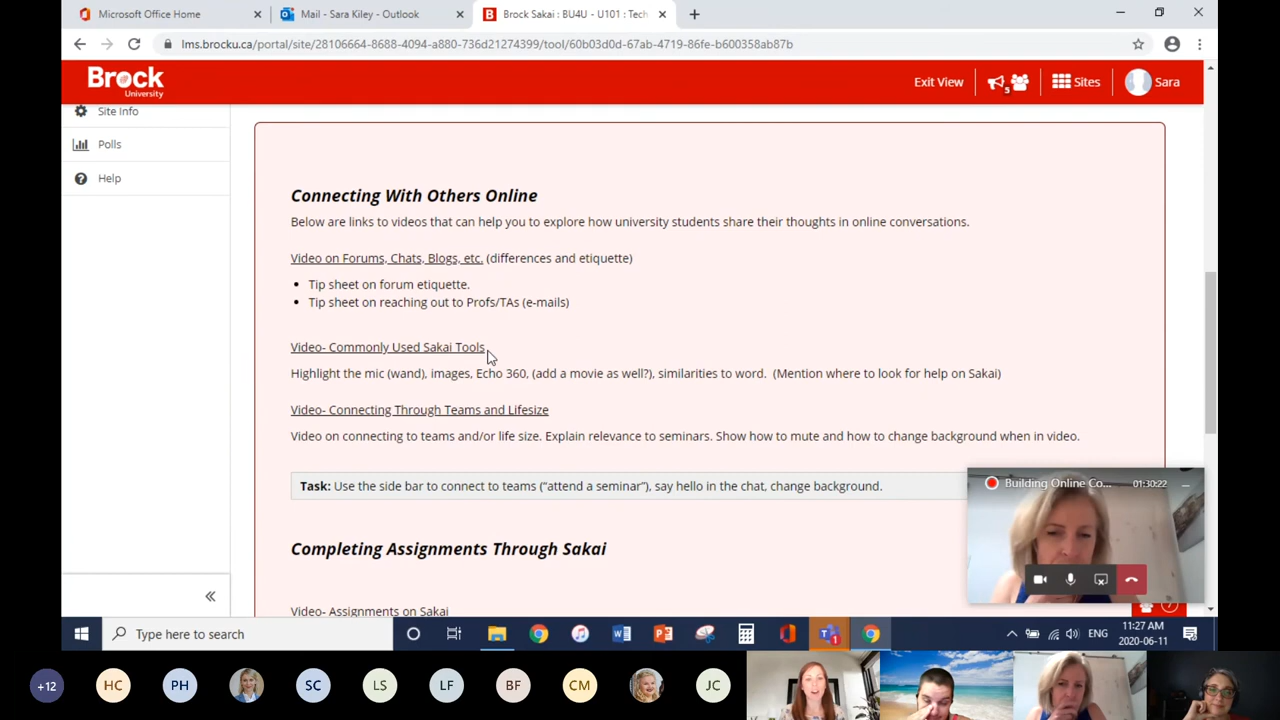 Microsoft Office Home
Mail - Sara Kiley - Outlook
Brock Sakai : BU4U - U101 : Tech
lms.brocku.ca/portal/site/28106664-8688-4094-a880-736d21274399/tool/60b03d0d-67ab-4719-86fe-b600358ab87b
Brock
University
Exit View
5
Sites
Sara
Site Info
Polls
Help
Connecting With Others Online
Below are links to videos that can help you to explore how university students share their thoughts in online conversations.
Video on Forums, Chats, Blogs, etc. (differences and etiquette)
• Tip sheet on forum etiquette.
• Tip sheet on reaching out to Profs/TAs (e-mails)
Video- Commonly Used Sakai Tools
Highlight the mic (wand), images, Echo 360, (add a movie as well?), similarities to word. (Mention where to look for help on Sakai)
Video- Connecting Through Teams and Lifesize
Video on connecting to teams and/or life size. Explain relevance to seminars. Show how to mute and how to change background when in video.
Task: Use the side bar to connect to teams (“attend a seminar”), say hello in the chat, change background.
Building Online Co...
01:30:22
Completing Assignments Through Sakai
Video- Assignments on Sakai
Type here to search
ENG
11:27 AM
2020-06-11
+12
HC
PH
SC
LS
LF
BF
CM
JC